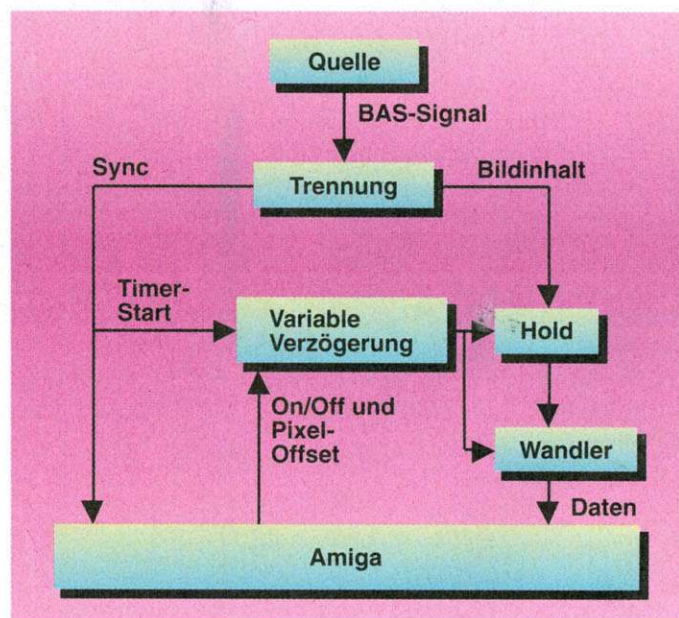 Quelle
BAS-Signal
Sync
Trennung
Bildinhalt
Timer-
Start
Variable
Verzögerung
Hold
On/Off und
Pixel-
Offset
Wandler
Daten
Amiga